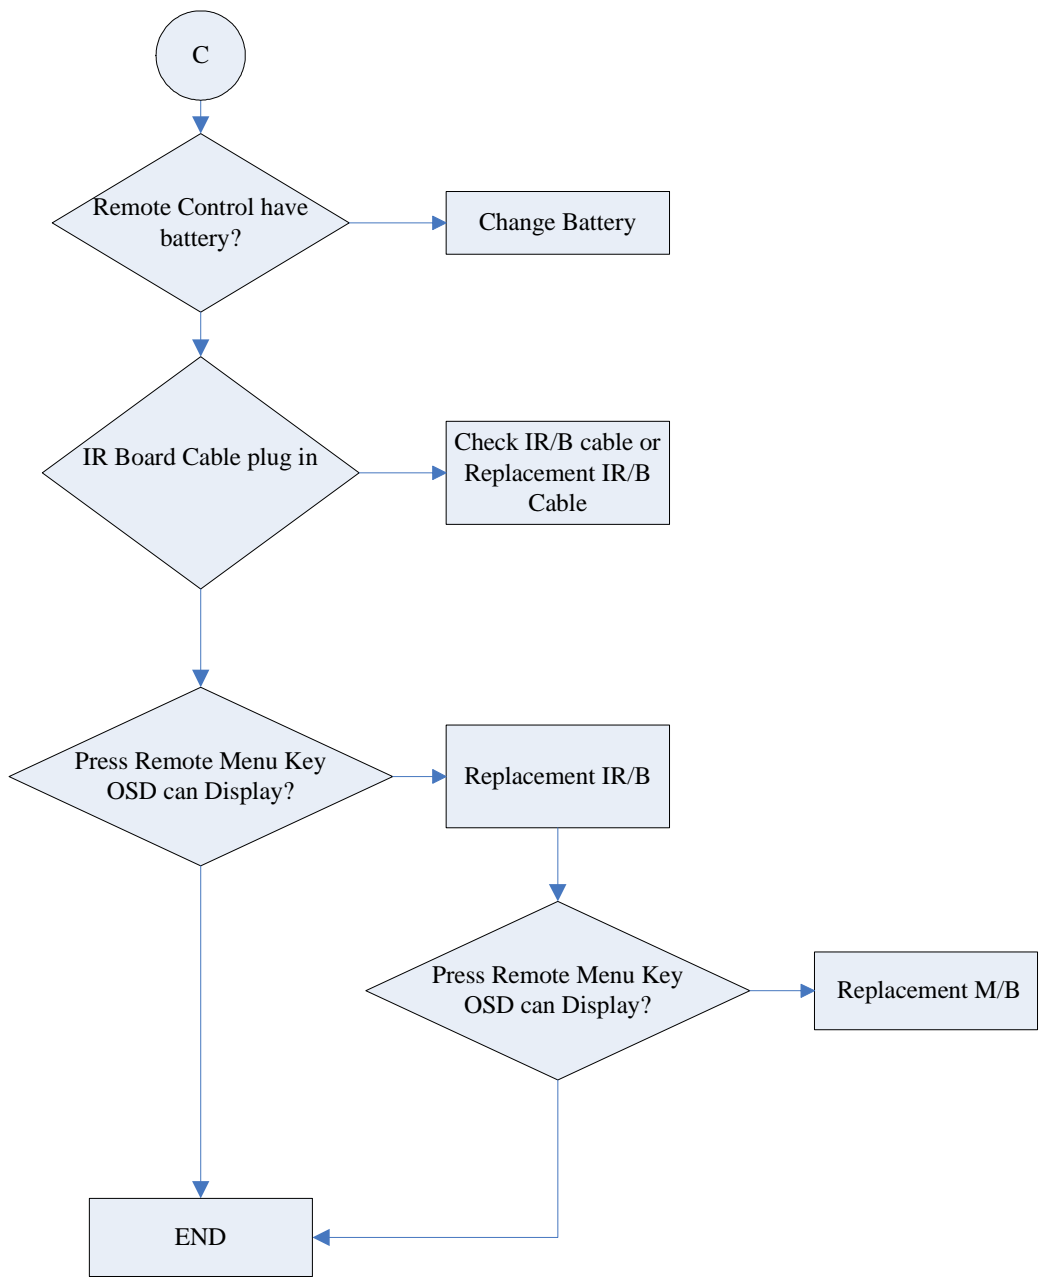 C
Remote Control have
battery?
Change Battery
IR Board Cable plug in
Check IR/B cable or
Replacement IR/B
Cable
Press Remote Menu Key
OSD can Display?
Replacement IR/B
Press Remote Menu Key
OSD can Display?
Replacement M/B
END